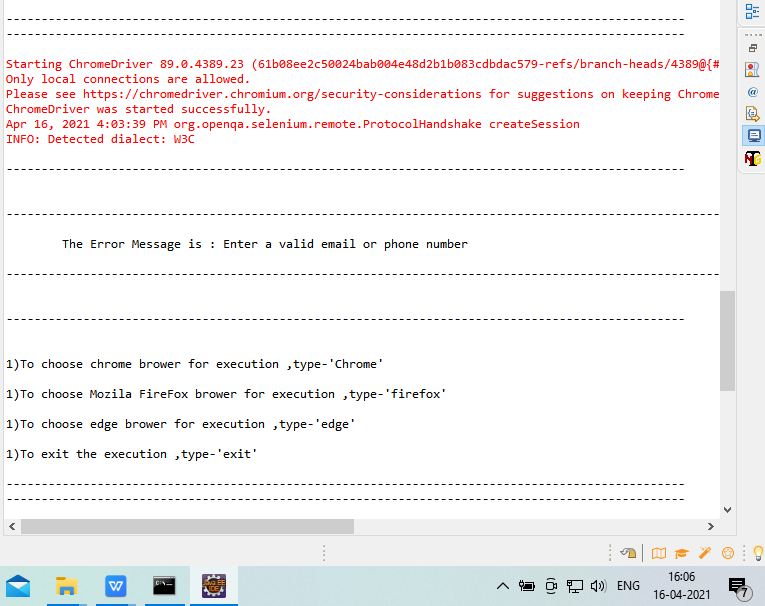 --------------------------------------------------------------------------------------------------
--------------------------------------------------------------------------------------------------
Starting ChromeDriver 89.0.4389.23 (61b08ee2c50024bab004e48d2b1b083cdbdac579-refs/branch-heads/4389@{#
Only local connections are allowed.
Please see https://chromedriver.chromium.org/security-considerations for suggestions on keeping Chrome
ChromeDriver was started successfully.
Apr 16, 2021 4:03:39 PM org.openqa.selenium.remote.ProtocolHandshake createSession
INFO: Detected dialect: W3C
--------------------------------------------------------------------------------------------------
-------------------------------------------------------------------------------------------------------
The Error Message is : Enter a valid email or phone number
-------------------------------------------------------------------------------------------------------
--------------------------------------------------------------------------------------------------
1)To choose chrome brower for execution ,type-'Chrome'
1)To choose Mozila FireFox brower for execution ,type-'firefox'
1)To choose edge brower for execution ,type-'edge'
1)To exit the execution ,type-'exit'
--------------------------------------------------------------------------------------------------
--------------------------------------------------------------------------------------------------
ENG
16:06
16-04-2021
7